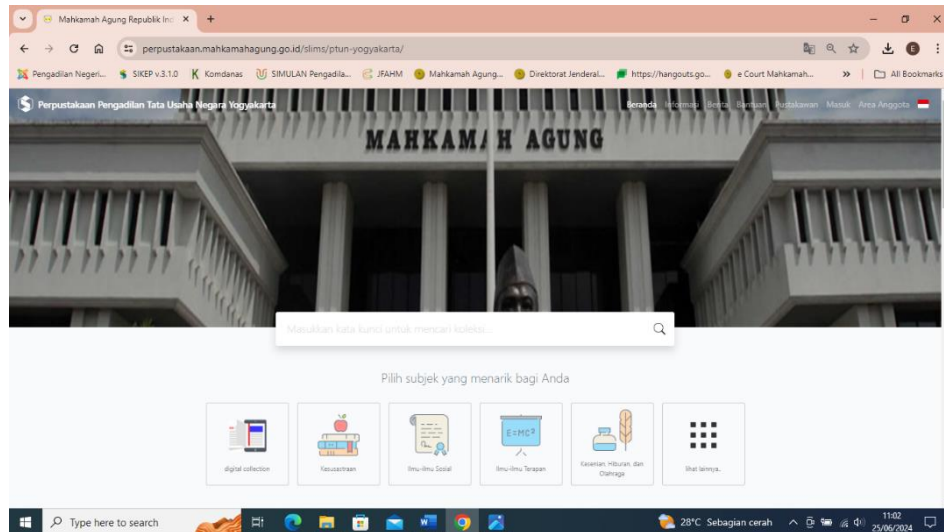 Mahkamah Agung Republik Ind
perpustakaan.mahkamahagung.go.id/slims/ptun-yogyakarta/
Pengadilan Negeri... SIKEP v.3.1.0 Komdanas SIMULAN Pengadila... JFAHM Mahkamah Agung... Direktorat Jenderal... https://hangouts.go... e Court Mahkamah... » All Bookmarks
Perpustakaan Pengadilan Tata Usaha Negara Yogyakarta Beranda Informasi Berita Bantuan Pustakawan Masuk Area Anggota
MAHKAMAH AGUNG
Masukkan kata kunci untuk mencari koleksi...
Pilih subjek yang menarik bagi Anda
E=MC²
digital collection Kesusastraan Ilmu-ilmu Sosial Ilmu-ilmu Terapan Kesenian, Hiburan, dan
Olahraga lihat lainnya..
Type here to search 28°C Sebagian cerah 11:02
25/06/2024